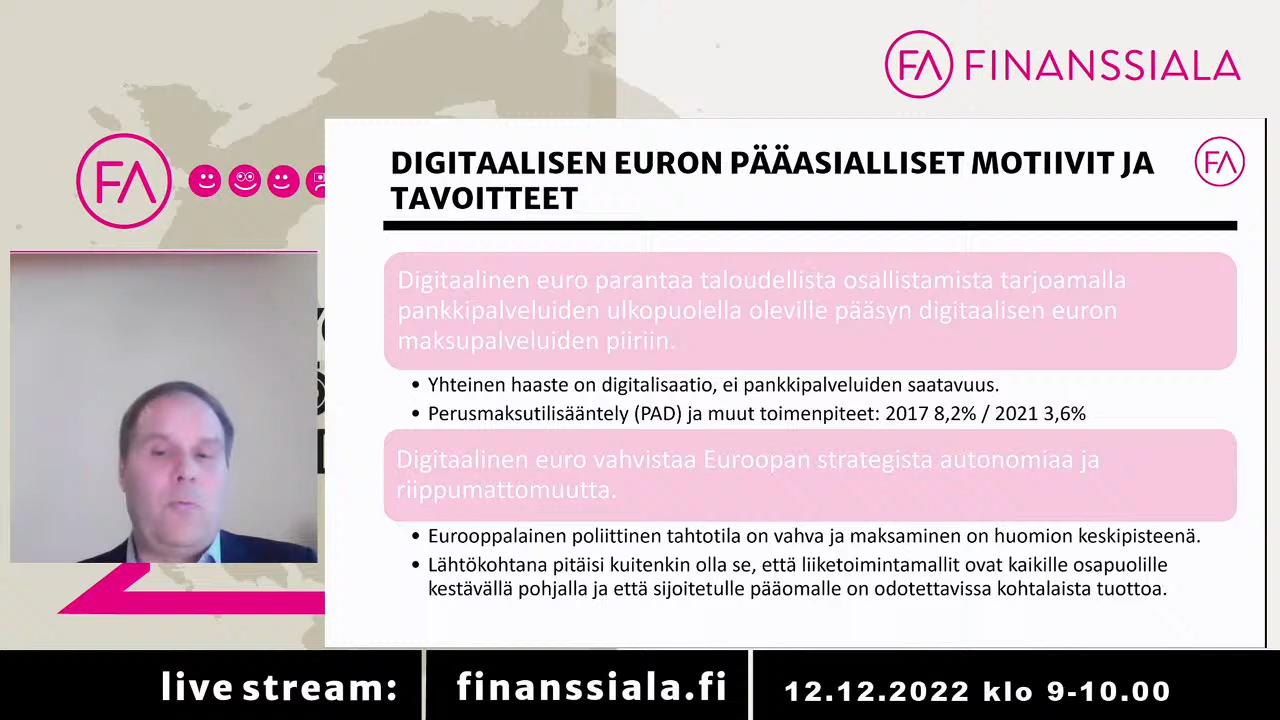 FA FINANSSIALA
FA
DIGITAALISEN EURON PÄÄASIALLISET MOTIIVIT JA
TAVOITTEET
FA
Digitaalinen euro parantaa taloudellista osallistamista tarjoamalla
pankkipalveluiden ulkopuolella oleville pääsyn digitaalisen euron
maksupalveluiden piiriin.
• Yhteinen haaste on digitalisaatio, ei pankkipalveluiden saatavuus.
• Perusmaksutilisääntely (PAD) ja muut toimenpiteet: 2017 8,2% / 2021 3,6%
Digitaalinen euro vahvistaa Euroopan strategista autonomiaa ja
riippumattomuutta.
• Eurooppalainen poliittinen tahtotila on vahva ja maksaminen on huomion keskipisteenä.
• Lähtökohtana pitäisi kuitenkin olla se, että liiketoimintamallit ovat kaikille osapuolille
kestävällä pohjalla ja että sijoitetulle pääomalle on odotettavissa kohtalaista tuottoa.
live stream: finanssiala.fi 12.12.2022 klo 9-10.00